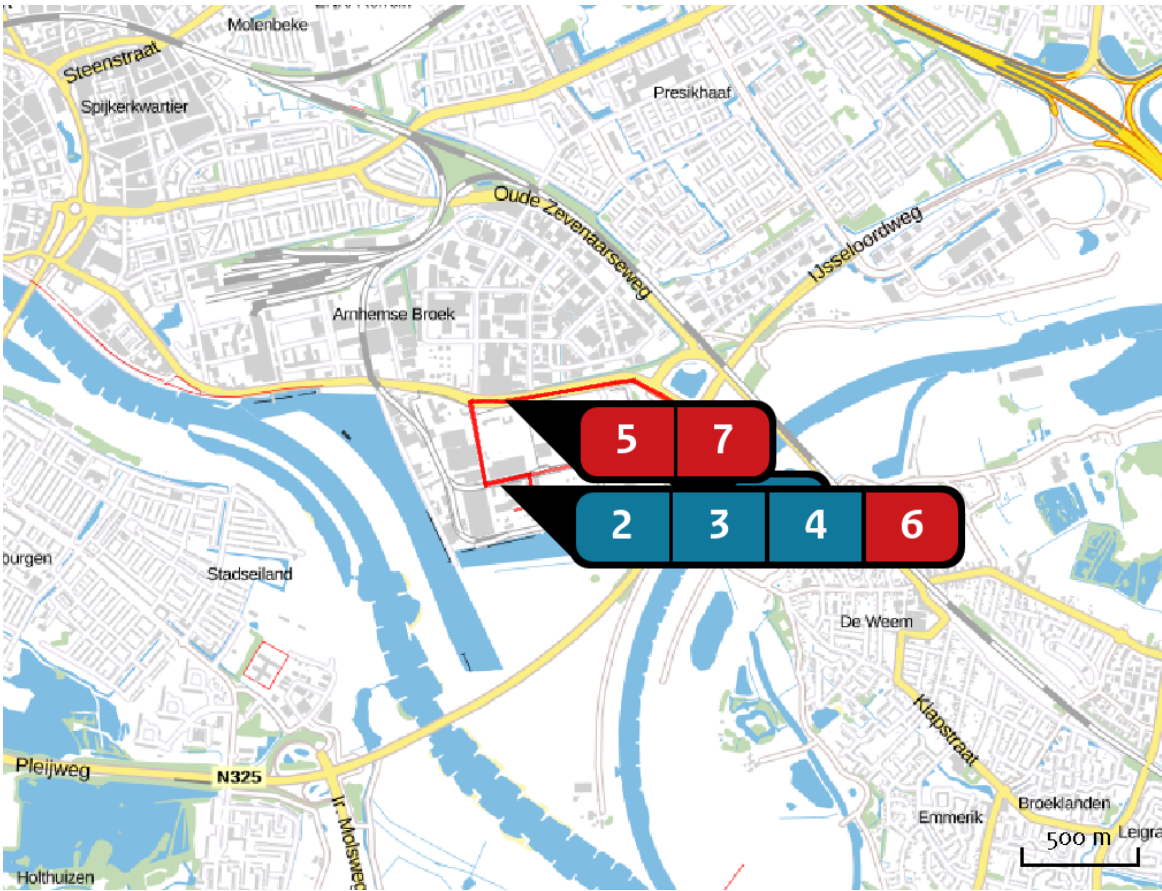 Molenbeke
Steenstraat
Presikhaaf
Spijkerkwartier
Oude Zevenaarseweg
IJsseloordweg
Arnhemse Broek
5 7
2 3 4 6
burgen
Stadseiland
De Weem
Klapstraat
Pleijweg
N325
Ir. Molsweg
Broeklanden
Emmerik
500 m
Leigra
Holthuizen